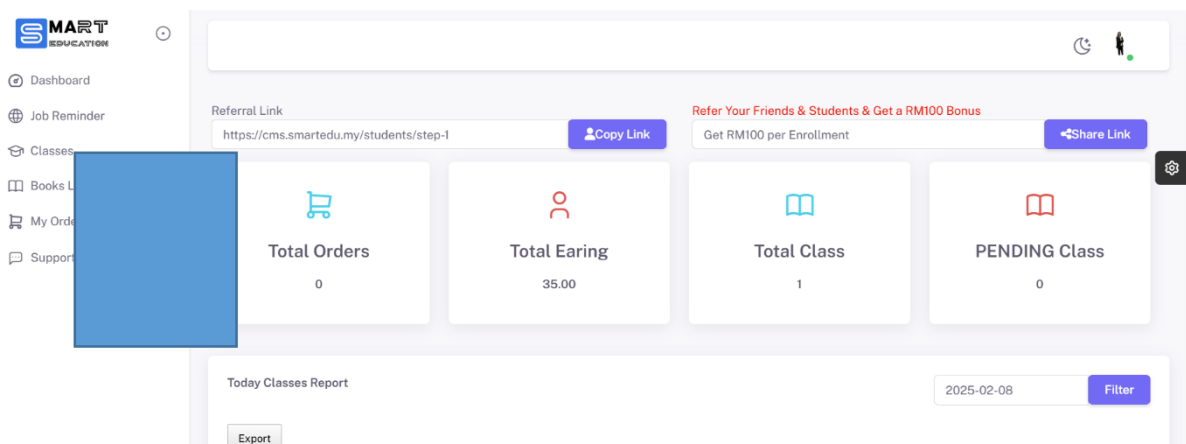 SMART
EDUCATION
Dashboard
Job Reminder
Classes
Books L
My Orde
Support
Referral Link
https://cms.smartedu.my/students/step-1
Copy Link
Refer Your Friends & Students & Get a RM100 Bonus
Get RM100 per Enrollment
Share Link
Total Orders
0
Total Earing
35.00
Total Class
1
PENDING Class
0
Today Classes Report
2025-02-08
Filter
Export